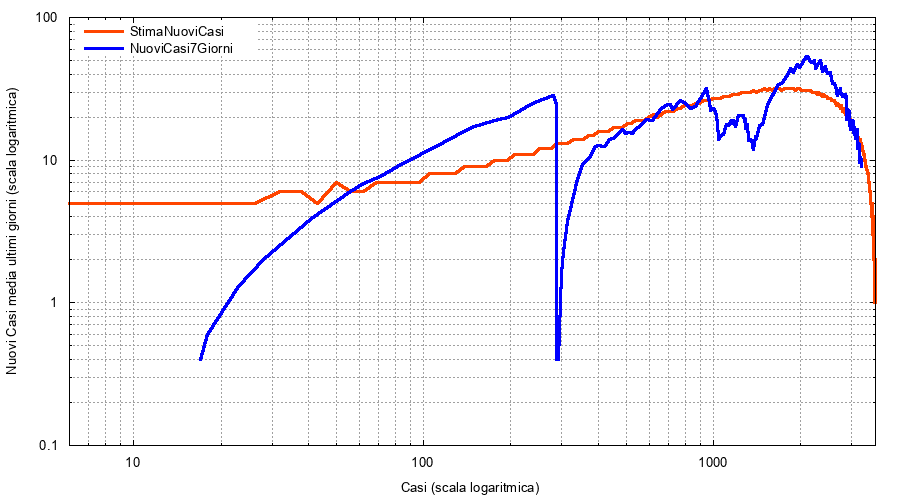 100
StimaNuoviCasi
NuoviCasi7Giorni
10
1
0.1
Nuovi Casi media ultimi giorni (scala logaritmica)
10 100 1000
Casi (scala logaritmica)